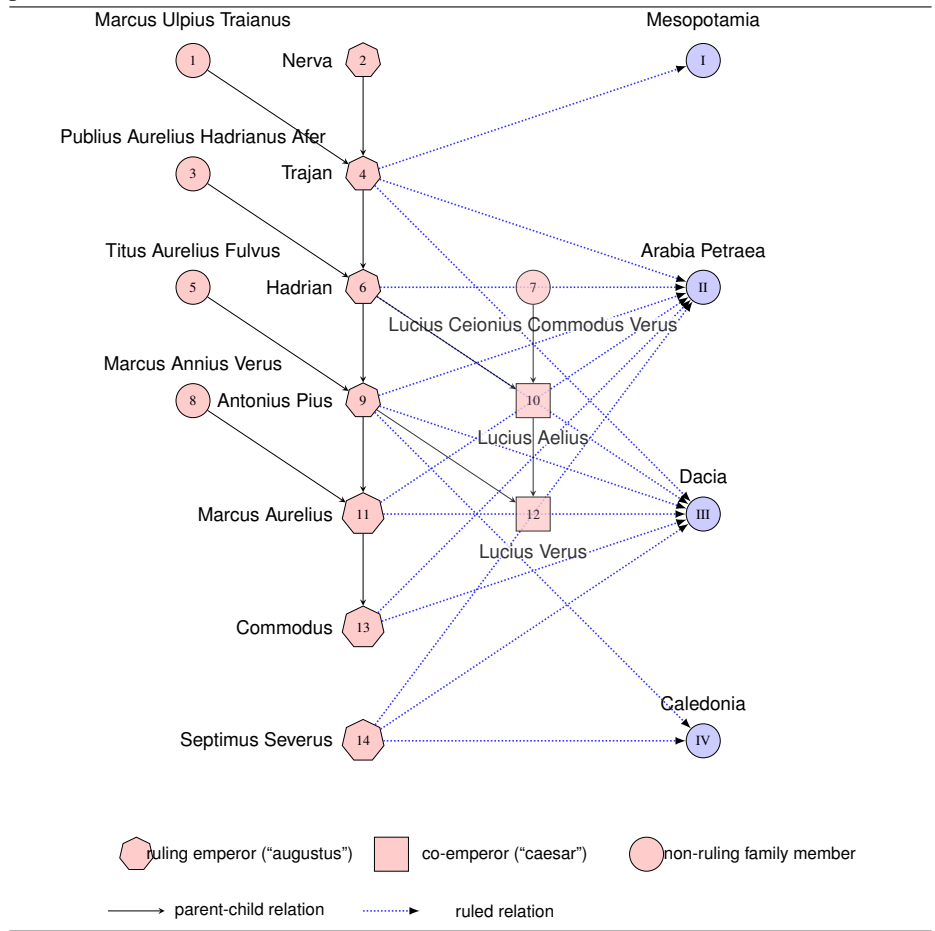 Marcus Ulpius Traianus
Mesopotamia
1
Nerva
2
I
Publius Aurelius Hadrianus Afer
3
Trajan
4
Titus Aurelius Fulvus
Arabia Petraea
5
Hadrian
6
7
II
Lucius Ceionius Commodus Verus
Marcus Annius Verus
8
Antonius Pius
9
10
Lucius Aelius
Dacia
Marcus Aurelius
11
12
III
Lucius Verus
Commodus
13
Caledonia
Septimus Severus
14
IV
ruling emperor (“augustus”)
co-emperor (“caesar”)
non-ruling family member
parent-child relation
ruled relation